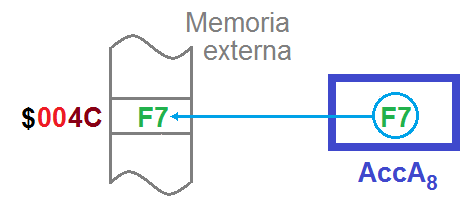 Memoria
externa
$004C
F7
F7
AccA8